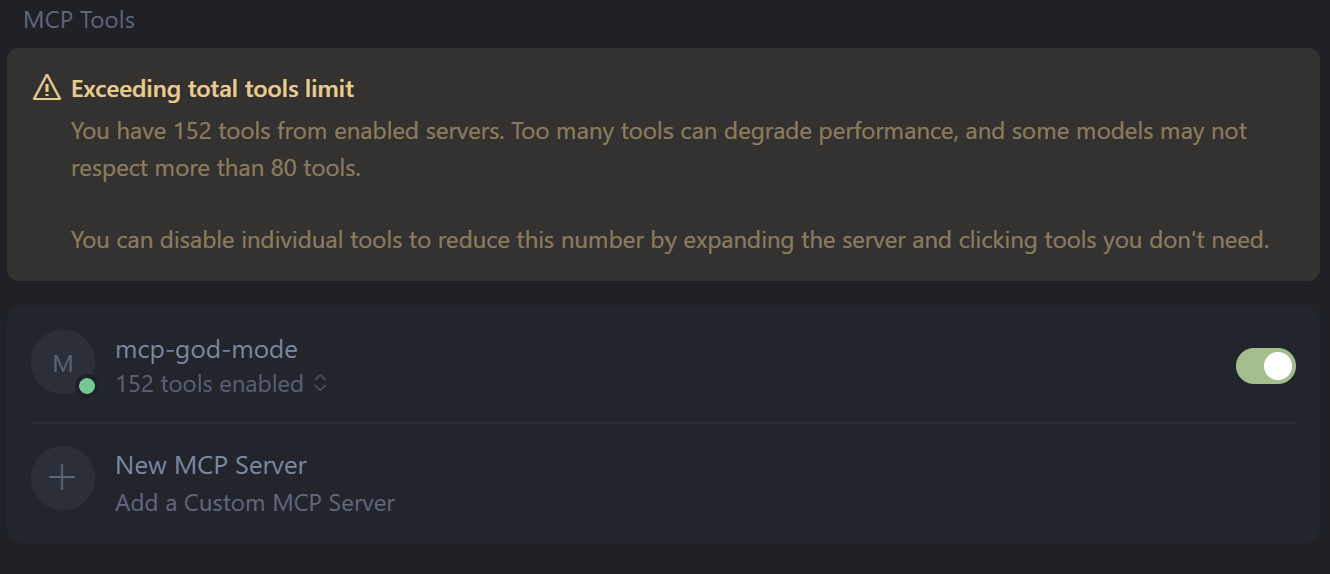 MCP Tools
Exceeding total tools limit
You have 152 tools from enabled servers. Too many tools can degrade performance, and some models may not
respect more than 80 tools.
You can disable individual tools to reduce this number by expanding the server and clicking tools you don't need.
M
mcp-god-mode
152 tools enabled
New MCP Server
Add a Custom MCP Server